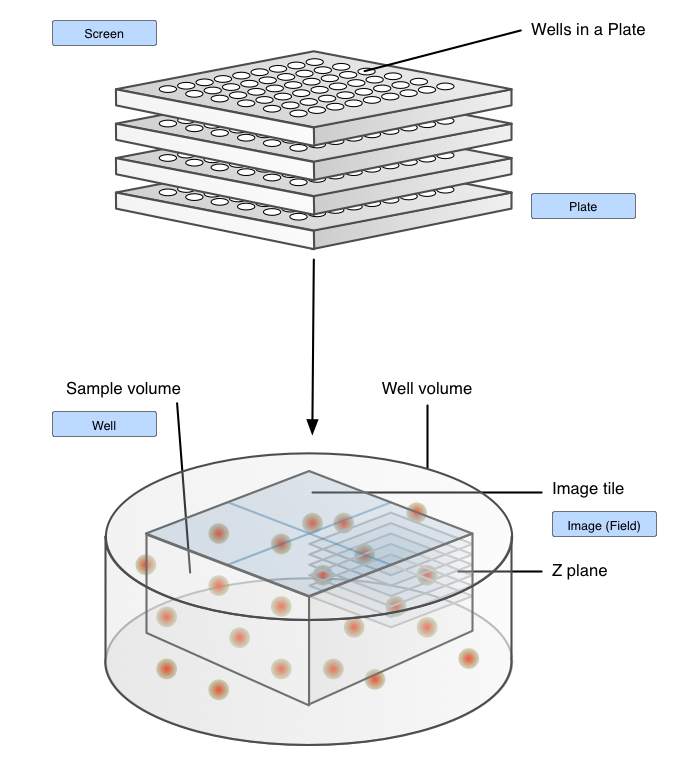 Screen
Wells in a Plate
Plate
Sample volume
Well volume
Well
Image tile
Image (Field)
Z plane